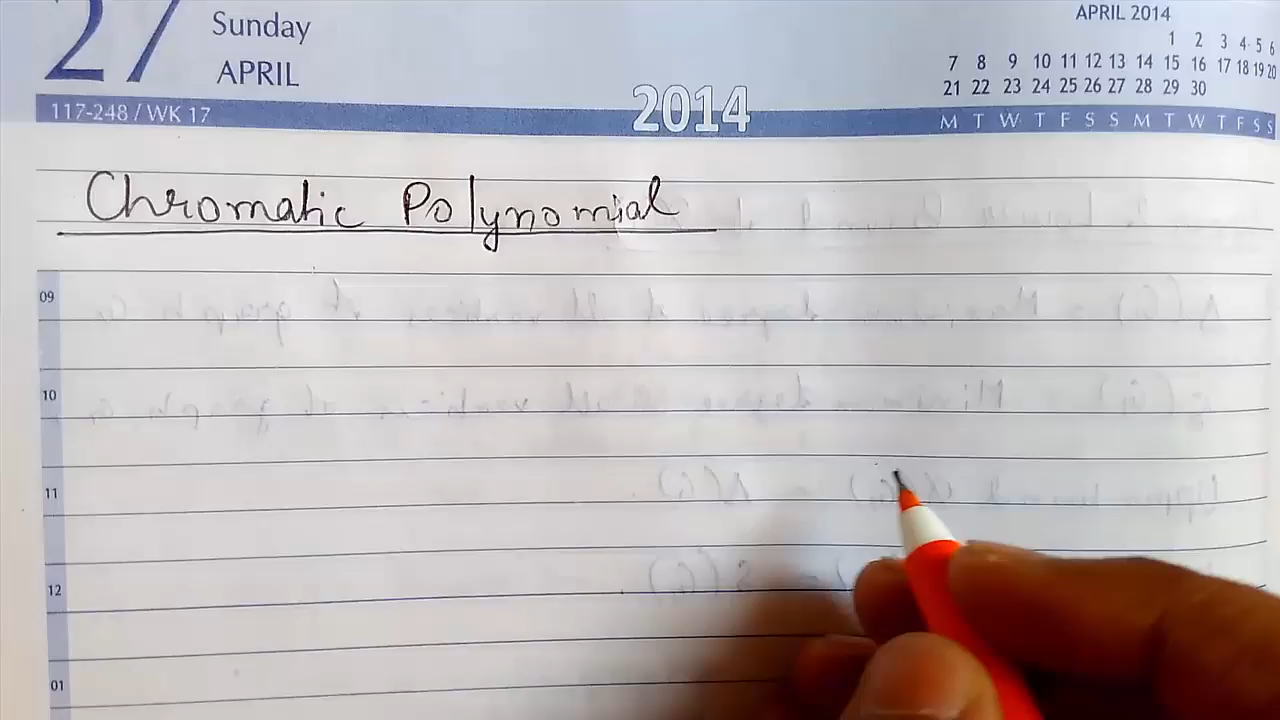 27 Sunday
APRIL
117-248 / WK 17
2014
APRIL 2014
1 2 3 4 5 6
7 8 9 10 11 12 13 14 15 16 17 18 19 20
21 22 23 24 25 26 27 28 29 30
M T W T F S S M T W T F S S
Chromatic Polynomial
09
10
11
12
01